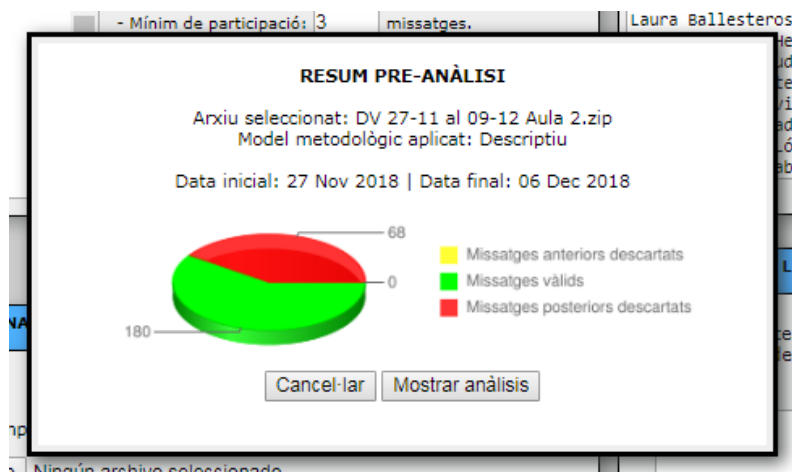 - Mínim de participació: 3 missatges.
Laura Ballesteros
RESUM PRE-ANÀLISI
Arxiu seleccionat: DV 27-11 al 09-12 Aula 2.zip
Model metodològic aplicat: Descriptiu
Data inicial: 27 Nov 2018 | Data final: 06 Dec 2018
68
0
180
Missatges anteriors descartats
Missatges vàlids
Missatges posteriors descartats
Cancel·lar
Mostrar anàlisis
Ningún archivo seleccionado